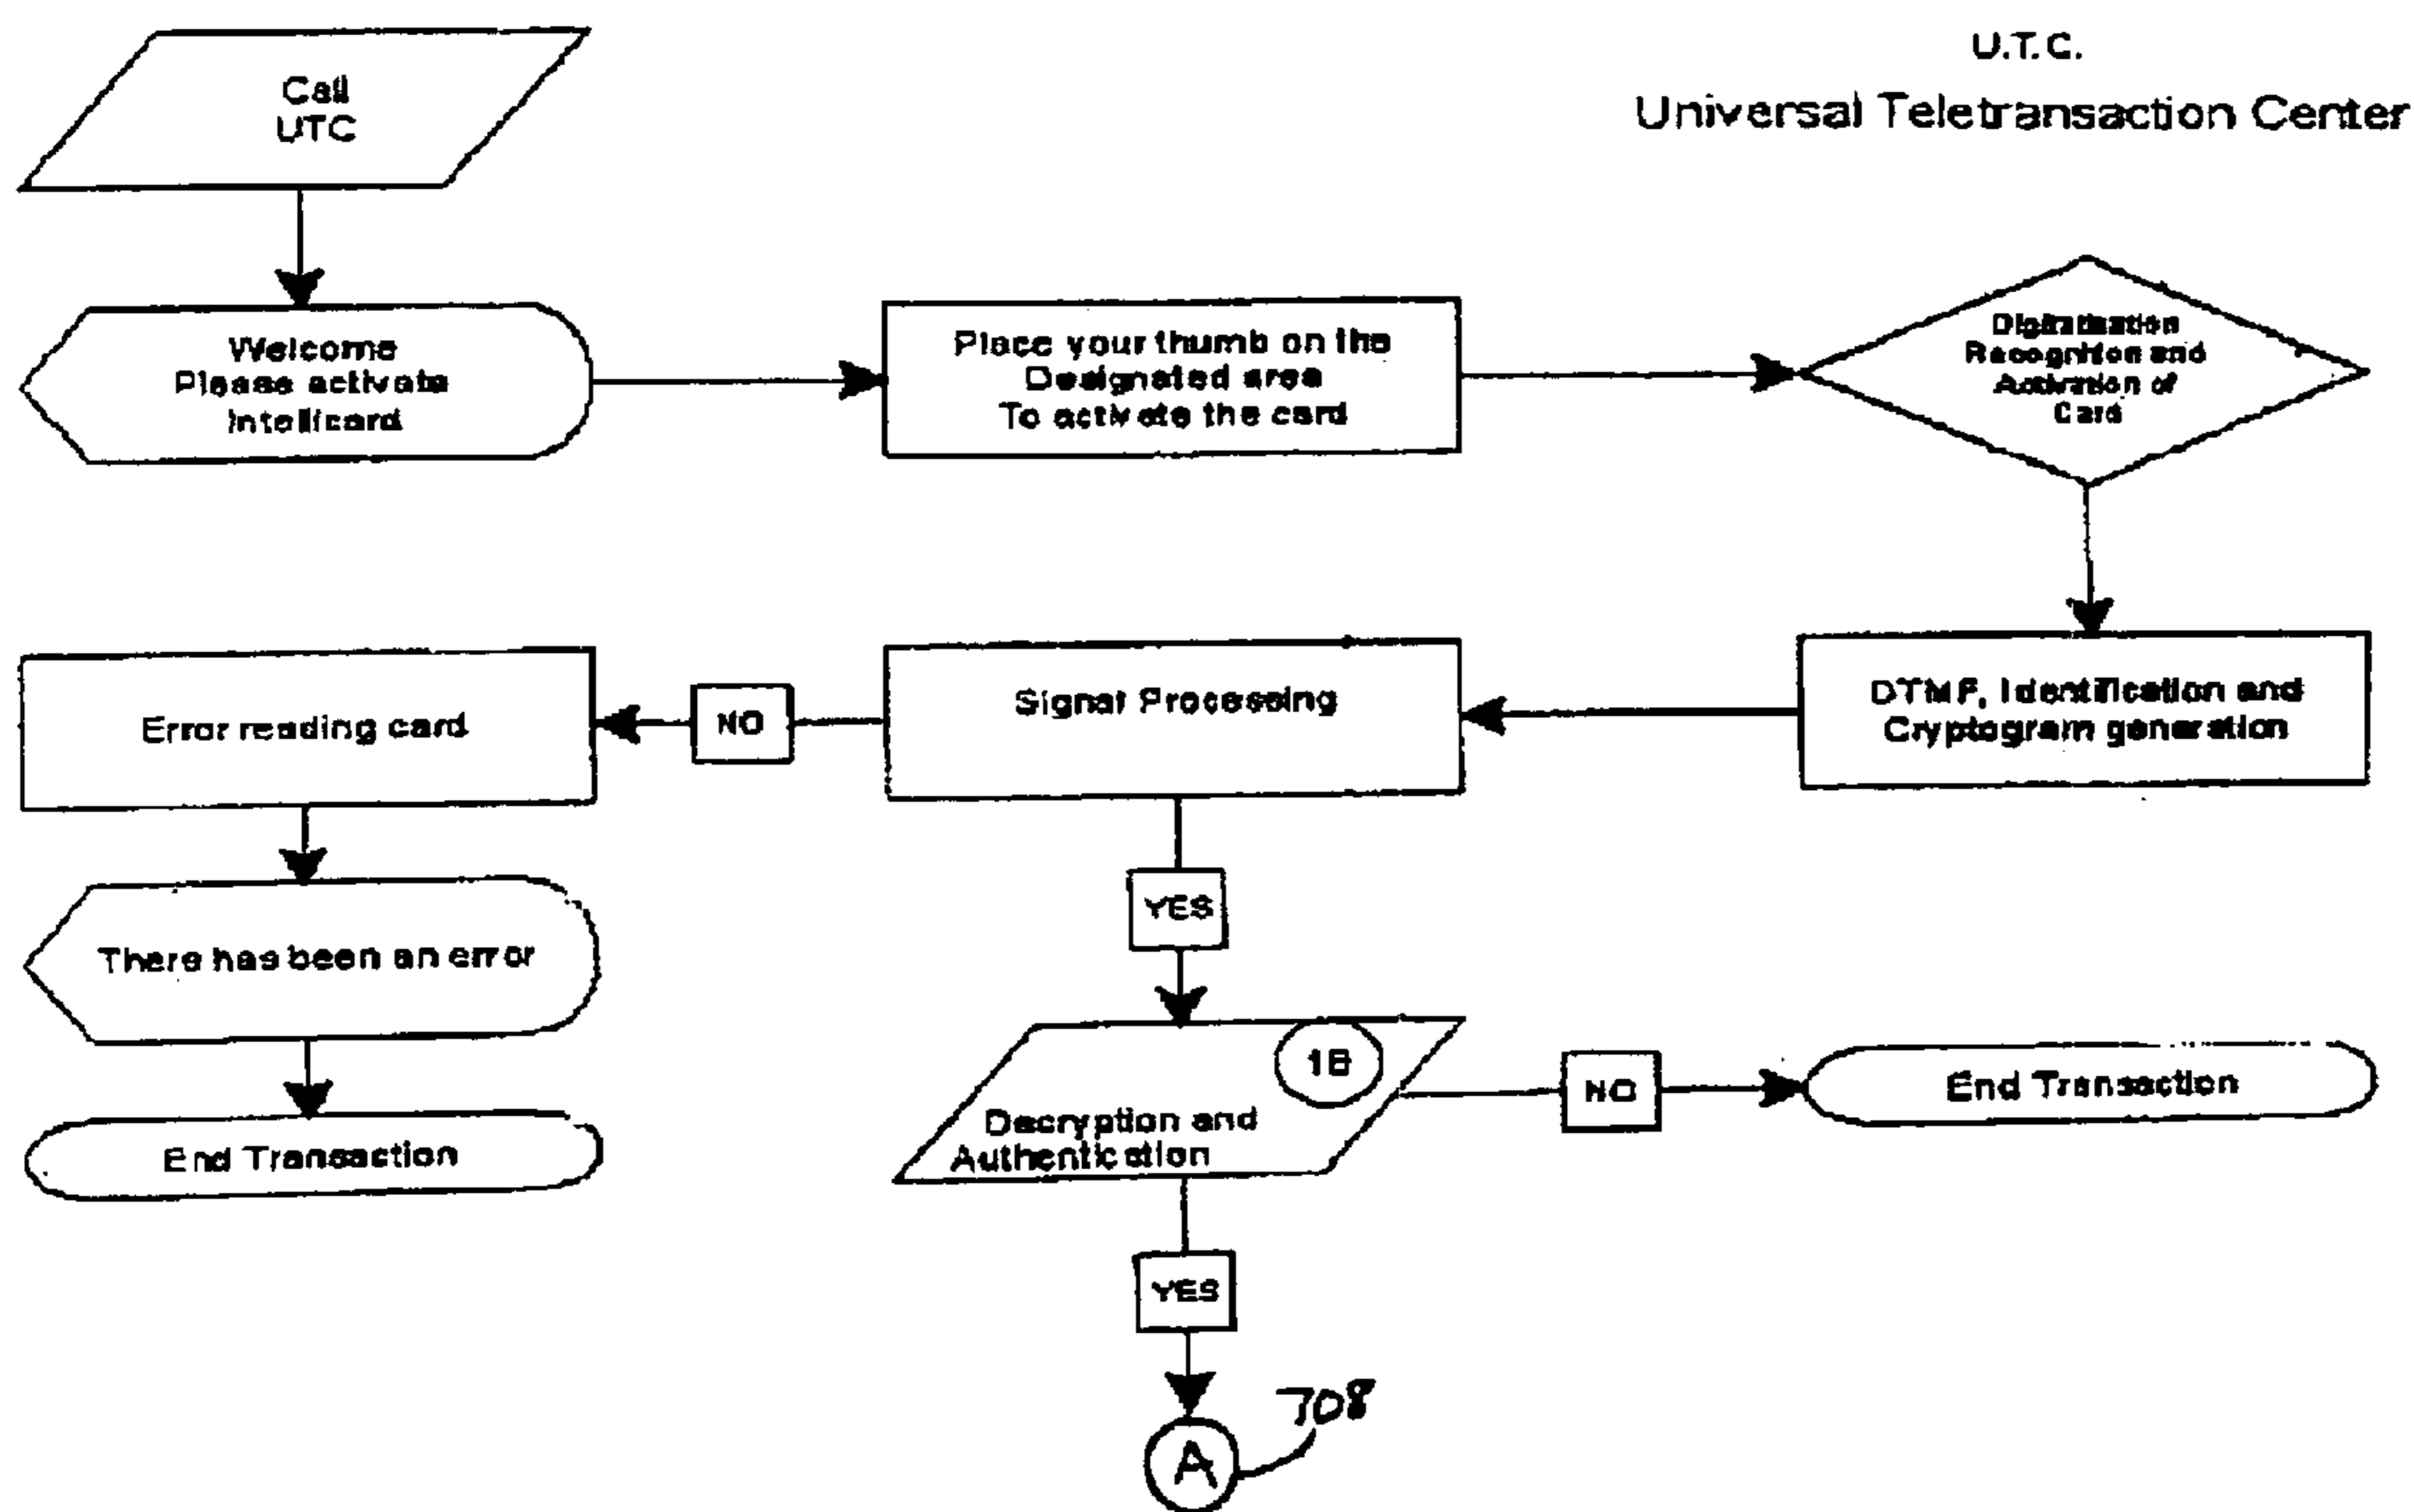 U.T.C.
Universal Teletransaction Center
Call
UTC
Welcome
Please activate
Intellicard
Place your thumb on the
Designated area
To activate the card
Recognition and
Activation of
Card
DTMF, Identification and
Cryptogram generation
Signal Processing
NO
Error reading card
There has been an error
End Transaction
YES
1B
Decryption and
Authentication
NO
End Transaction
YES
A
708